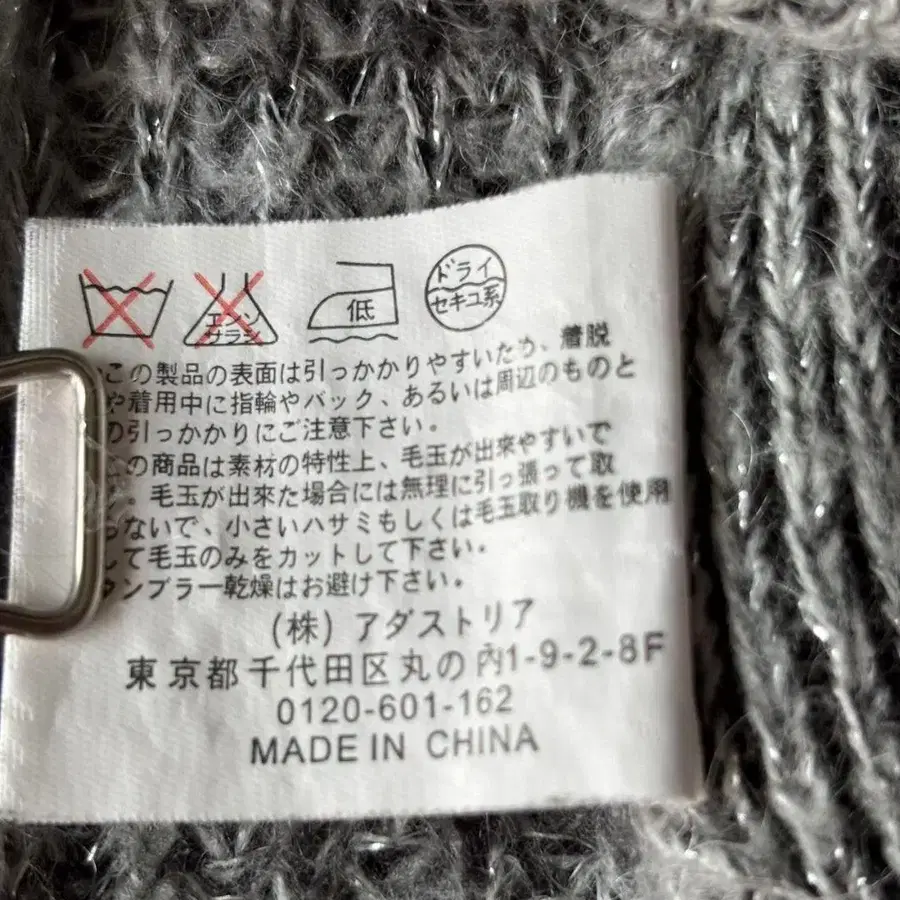 エンソ
サラシ
低
ドライ
セキユ系
この製品の表面は引っかかりやすいため、着脱
や着用中に指輪やバック、あるいは周辺のものと
の引っかかりにご注意下さい。
この商品は素材の特性上、毛玉が出来やすいで
。毛玉が出来た場合には無理に引っ張って取
らないで、小さいハサミもしくは毛玉取り機を使用
して毛玉のみをカットして下さい。
タンブラー乾燥はお避け下さい。
(株) アダストリア
東京都千代田区丸の内1-9-2-8F
0120-601-162
MADE IN CHINA